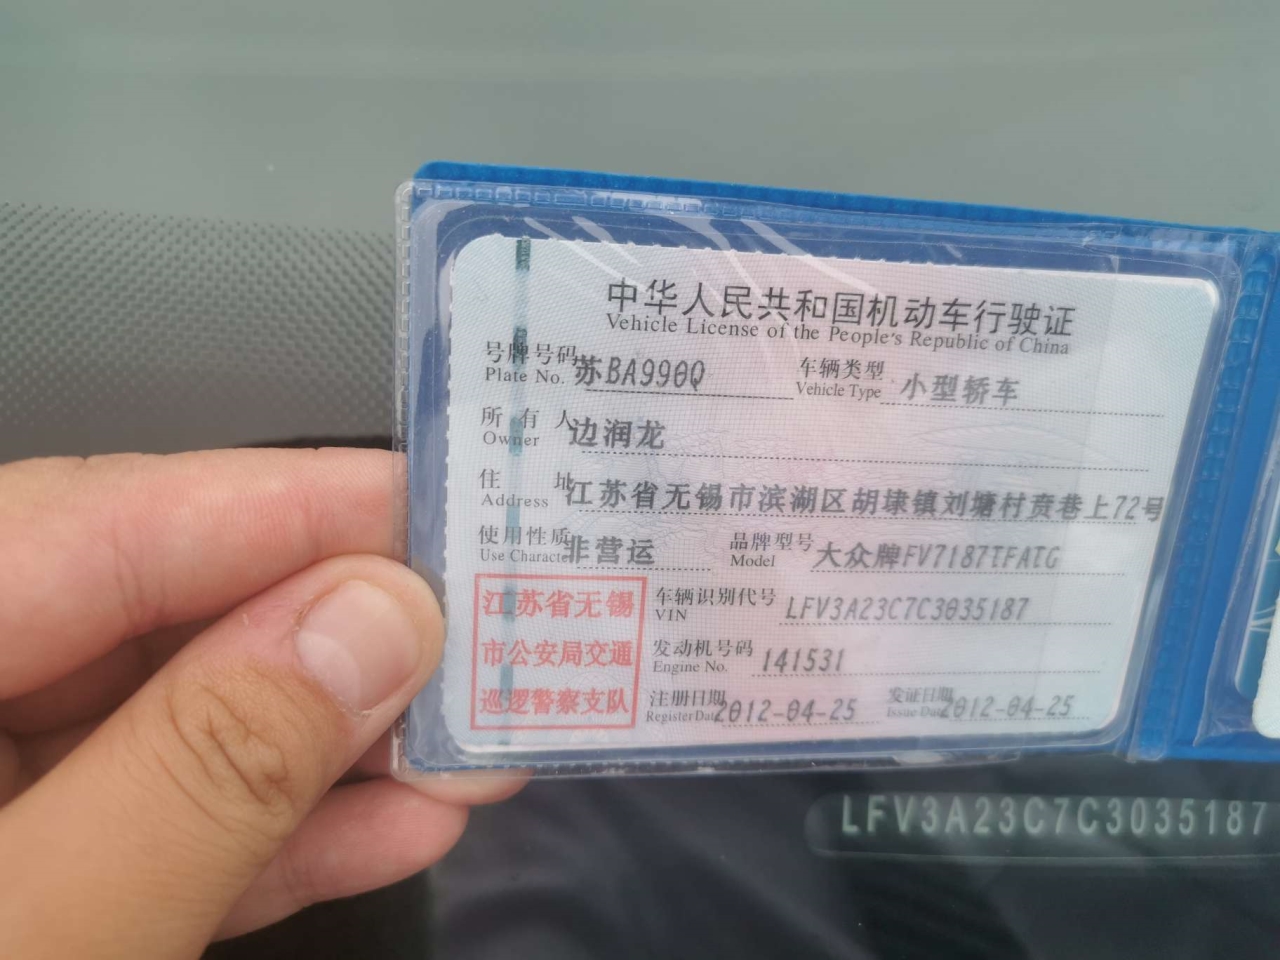 中华人民共和国机动车行驶证
Vehicle License of the People's Republic of China
号牌号码 苏BA990Q 车辆类型 小型轿车
Plate No. Vehicle Type
所有人 边润龙
Owner
住址 江苏省无锡市滨湖区胡埭镇刘塘村贲巷上72号
Address
使用性质 非营运 品牌型号 大众牌FV7187TFATG
Use Character Model
江苏省无锡
市公安局交通
巡逻警察支队
车辆识别代号 LFV3A23C7C3035187
VIN
发动机号码 141531
Engine No.
注册日期 2012-04-25 发证日期 2012-04-25
Register Date Issue Date
LFV3A23C7C3035187